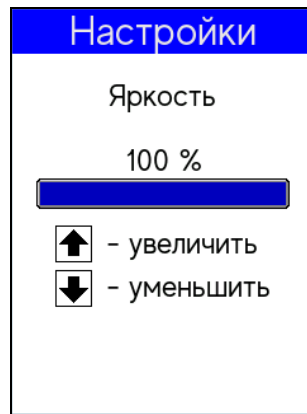 Настройки
Яркость
100 %
- увеличить
- уменьшить